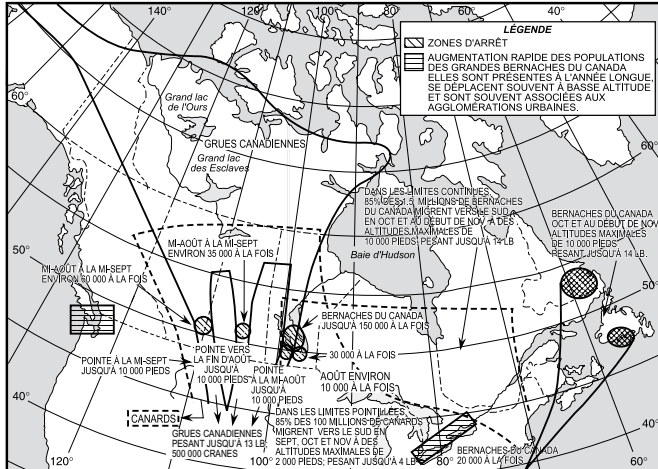 LÉGENDE
ZONES D'ARRÊT
AUGMENTATION RAPIDE DES POPULATIONS
DES GRANDES BERNACHES DU CANADA
ELLES SONT PRÉSENTES À L'ANNÉE LONGUE,
SE DÉPLACENT SOUVENT À BASSE ALTITUDE
ET SONT SOUVENT ASSOCIÉES AUX
AGGLOMÉRATIONS URBAINES.
140°
120°
100°
80°
60°
40°
60°
50°
40°
60°
50°
40°
120°
100°
80°
60°
Grand lac
de l'Ours
GRUES CANADIENNES
Grand lac
des Esclaves
DANS LES LIMITES CONTINUES,
85% DES 1.5 MILLIONS DE BERNACHES
DU CANADA MIGRENT VERS LE SUD
EN OCT ET AU DÉBUT DE NOV À DES
ALTITUDES MAXIMALES DE
10 000 PIEDS; PESANT JUSQU'À 14 LB
Baie d'Hudson
BERNACHES DU CANADA
OCT ET AU DÉBUT DE NOV
ALTITUDES MAXIMALES
DE 10 000 PIEDS
PESANT JUSQU'À 14 LB.
MI-AOÛT À LA MI-SEPT
ENVIRON 35 000 À LA FOIS
MI-AOÛT À LA MI-SEPT
ENVIRON 60 000 À LA FOIS
BERNACHES DU CANADA
JUSQU'À 150 000 À LA FOIS
30 000 À LA FOIS
POINTE À LA MI-SEPT
JUSQU'À 10 000 PIEDS
POINTE VERS
LA FIN D'AOÛT
JUSQU'À
10 000 PIEDS
POINTE
À LA MI-AOÛT
JUSQU'À
10 000 PIEDS
AOÛT ENVIRON
10 000 À LA FOIS
CANARDS
GRUES CANADIENNES
PESANT JUSQU'À 13 LB
500 000 CRANES
DANS LES LIMITES POINTILLÉES,
85% DES 100 MILLIONS DE CANARDS
MIGRENT VERS LE SUD EN
SEPT, OCT ET NOV À DES
ALTITUDES MAXIMALES DE
2 000 PIEDS; PESANT JUSQU'À 4 LB
BERNACHES DU CANADA
20 000 À LA FOIS